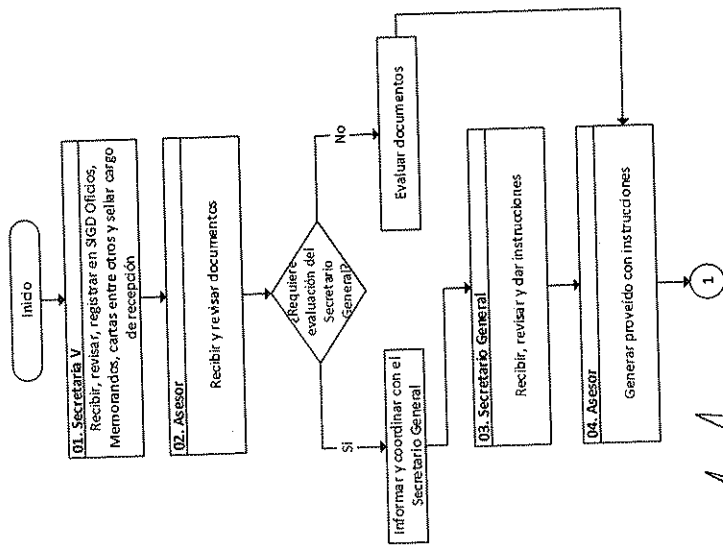 Inicio
01. Secretaria V
Recibir, revisar, registrar en SIGD Oficios,
Memorandos, cartas entre otros y sellar cargo
de recepción
02. Asesor
Recibir y revisar documentos
¿Requiere
evaluación del
Secretario
General?
Si
No
Informar y coordinar con el
Secretario General
Evaluar documentos
03. Secretario General
Recibir, revisar y dar instrucciones
04. Asesor
Generar proveído con instrucciones
1